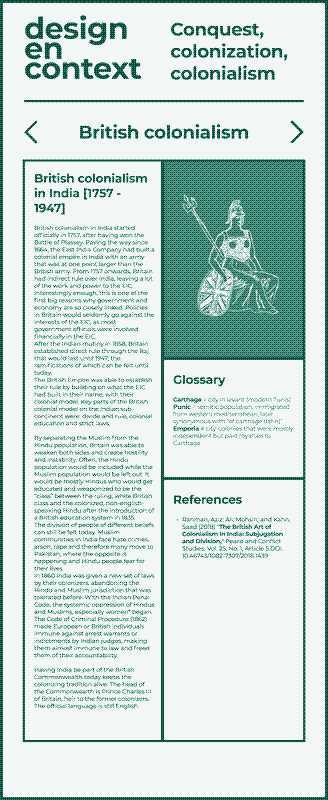 design
en
context
Conquest,
colonization,
colonialism
British colonialism
British colonialism
in India [1757 -
1947]
British colonialism in India started
officially in 1757, after having won the
Battle of Plassey. Paving the way since
1664, the East India Company had built a
colonial empire in India with an army
that was at one point larger than the
British army. From 1757 onwards, Britain
had indirect rule over India, leaving a lot
of the work and power to the EIC.
Interestingly enough, this is one of the
first big reasons why government and
economy are so closely linked. Policies
in Britain would seldomly go against the
interests of the EIC, as most
government officials were involved
financially in the EIC.
After the Indian mutiny in 1858, Britain
established direct rule through the Raj
that would last until 1947, the
ramifications of which can be felt until
today.
The British Empire was able to establish
their rule by building on what the EIC
had built in their name, with their
colonial model. Key parts of the British
colonial model on the Indian sub-
continent were: divide and rule, colonial
education and strict laws.
By separating the Muslim from the
Hindu population, Britain was able to
weaken both sides and create hostility
and instability. Often, the Hindu
population would be included while the
Muslim population would be left out. It
would be mostly Hindus who would get
educated and weaponized to be the
"class" between the ruling, white British
class and the colonized, non-english-
speaking Hindu after the introduction of
a British education system in 1835.
The division of people of different beliefs
can still be felt today. Muslim
communities in India face hate crimes,
arson, rape and therefore many move to
Pakistan, where the opposite is
happening and Hindu people fear for
their lives.
In 1860 India was given a new set of laws
by their colonizers, abandoning the
Hindu and Muslim jurisdiction that was
tolerated before. With the Indian Penal
Code, the systemic oppression of Hindus
and Muslims, especially women* began.
The Code of Criminal Procedure (1862)
made European or British individuals
immune against arrest warrants or
indictments by Indian judges, making
them almost immune to law and freed
them of their accountability.
Having India be part of the British
Commonwealth today keeps the
colonizing tradition alive. The head of
the Commonwealth is Prince Charles III
of Britain, heir to the former colonizers.
The official language is still English
Glossary
Carthage - city in levant (modern Tunis)
Punic - semitic population, immigrated
from western mediterranean, later
synonymous with "of carthage (latin)"
Emporia = city colonies that were mostly
independent but paid royalties to
Carthage
References
Rahman, Aziz; Ali, Mohsin; and Kahn,
Saad (2018) "The British Art of
Colonialism in India: Subjugation
and Division," Peace and Conflict
Studies: Vol. 25: No. 1, Article 5.DOI:
10.46743/1082-7307/2018.1439